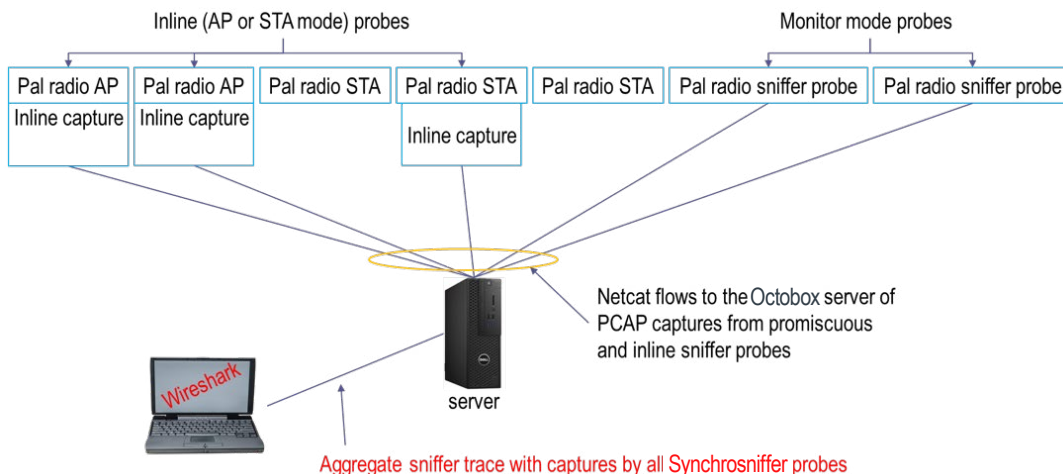 Inline (AP or STA mode) probes
Monitor mode probes
Pal radio AP
Pal radio AP
Pal radio STA
Pal radio STA
Pal radio STA
Pal radio sniffer probe
Pal radio sniffer probe
Inline capture
Inline capture
Inline capture
Netcat flows to the Octobox server of
PCAP captures from promiscuous
and inline sniffer probes
Wireshark
DELL
server
Aggregate sniffer trace with captures by all Synchrosniffer probes